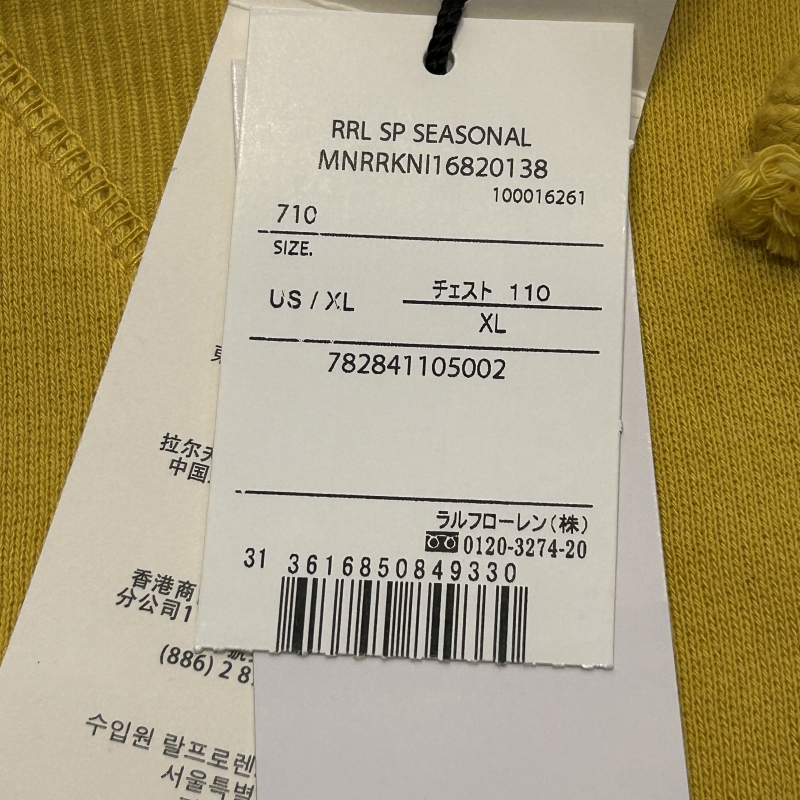 RRL SP SEASONAL
MNRRKNI16820138
100016261
710
SIZE.
US / XL
チェスト 110
XL
782841105002
ラルフローレン(株)
0120-3274-20
31 3616850849330
拉尔夫
中国
香港商
分公司1
(886) 2 8
수입원 랄프로렌
서울특별